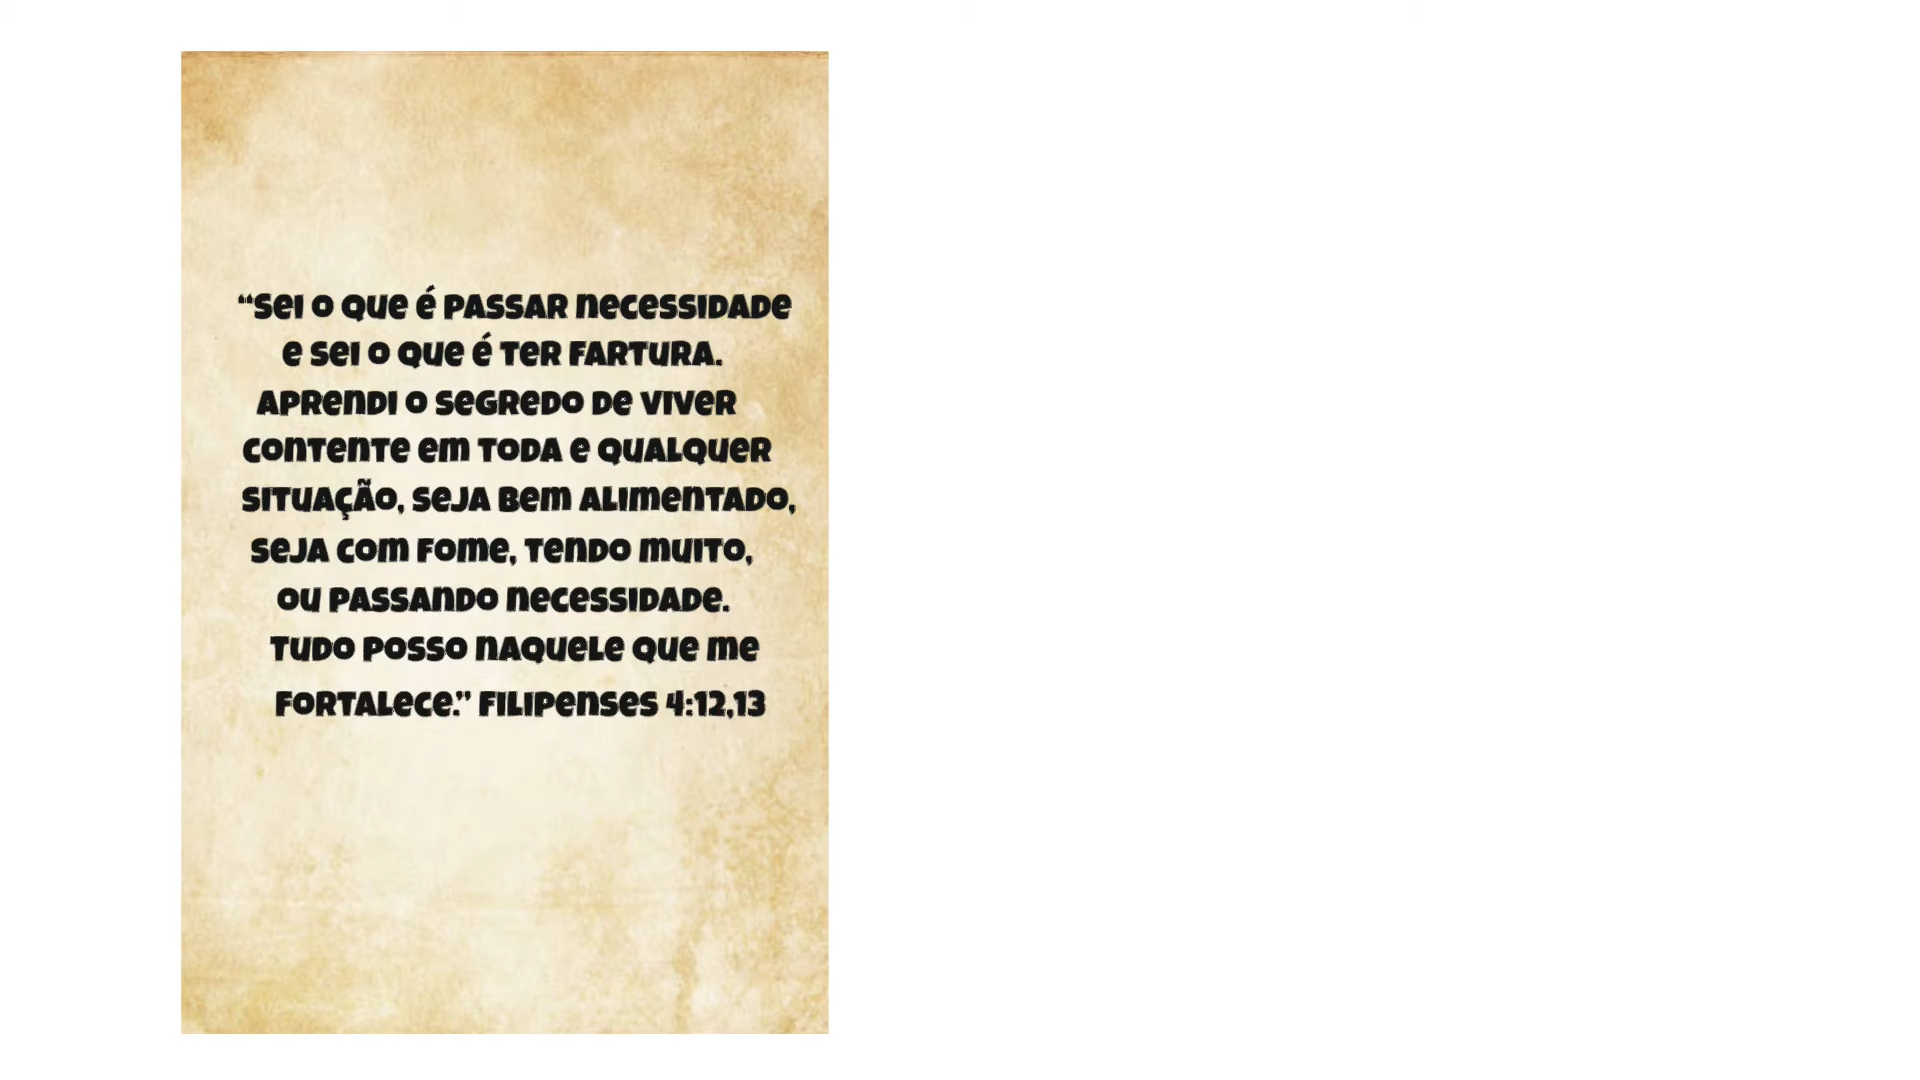 “Sei o que é passar necessidade
e sei o que é ter fartura.
Aprendi o segredo de viver
contente em toda e qualquer
situação, seja bem alimentado,
seja com fome, tendo muito,
ou passando necessidade.
Tudo posso naquele que me
fortalece.” Filipenses 4:12,13